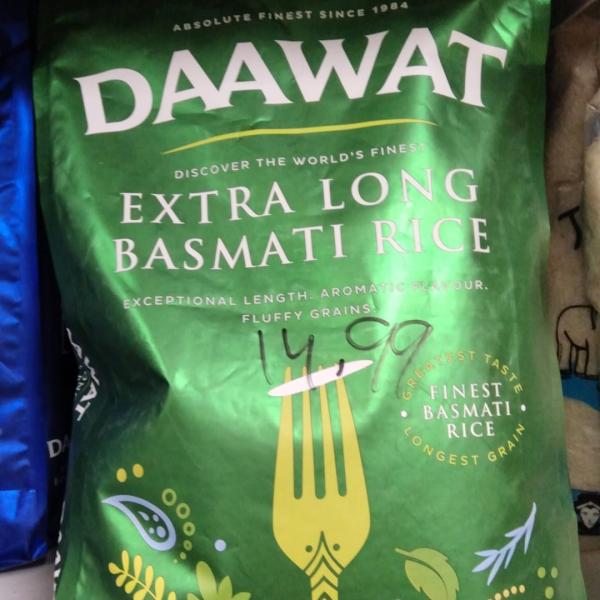 ABSOLUTE FINEST SINCE 1984
DAAWAT
DISCOVER THE WORLD'S FINEST
EXTRA LONG
BASMATI RICE
EXCEPTIONAL LENGTH. AROMATIC FLAVOUR.
FLUFFY GRAINS.
14.99
GREATEST TASTE
FINEST
BASMATI
RICE
LONGEST GRAIN